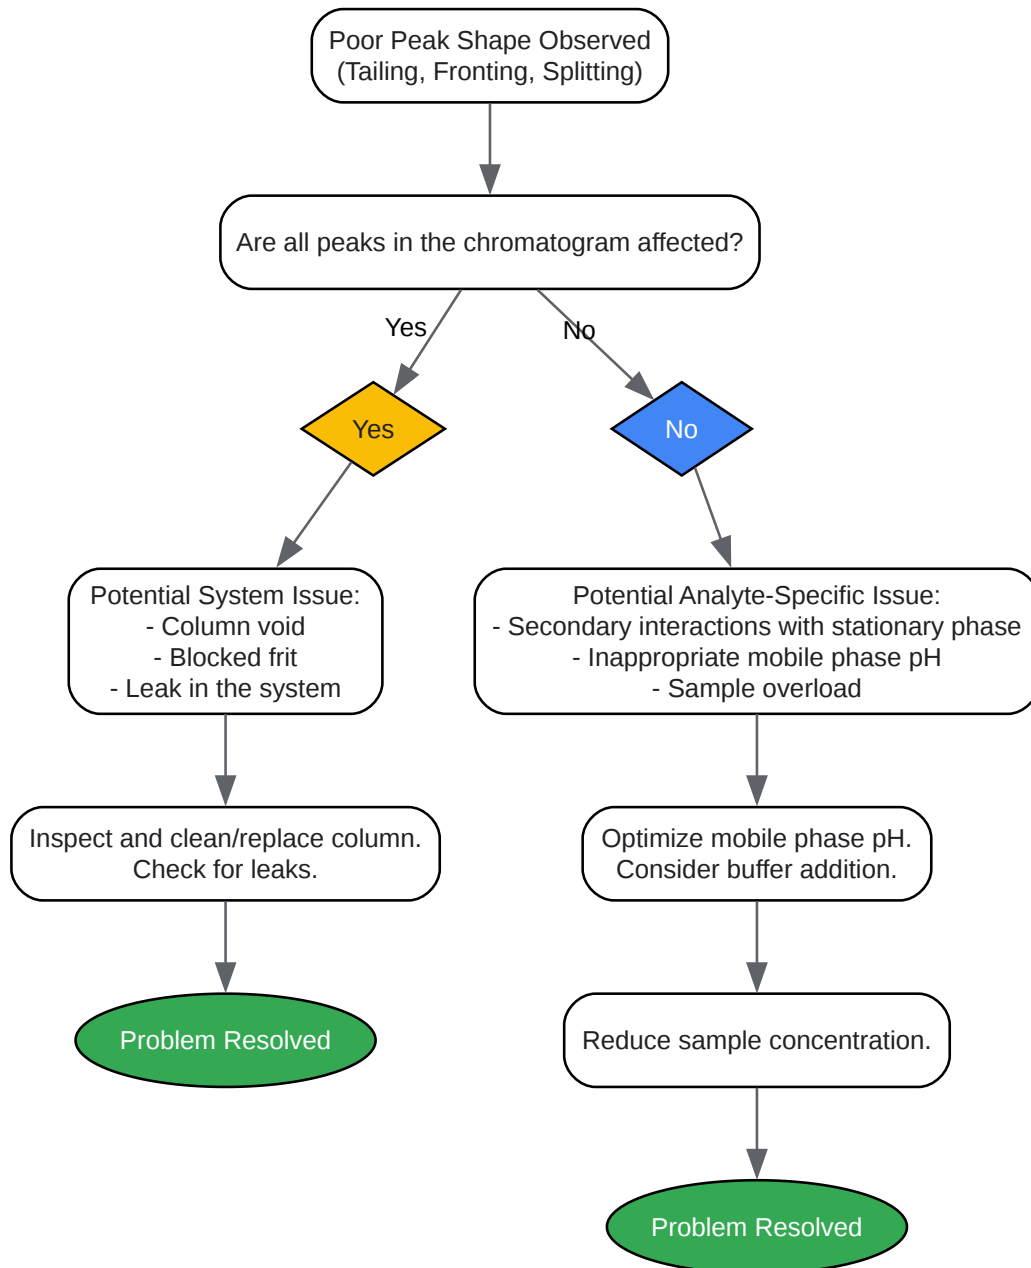 Poor Peak Shape Observed
(Tailing, Fronting, Splitting)
Are all peaks in the chromatogram affected?
Yes
No
Yes
No
Potential System Issue:
- Column void
- Blocked frit
- Leak in the system
Potential Analyte-Specific Issue:
- Secondary interactions with stationary phase
- Inappropriate mobile phase pH
- Sample overload
Inspect and clean/replace column.
Check for leaks.
Optimize mobile phase pH.
Consider buffer addition.
Problem Resolved
Reduce sample concentration.
Problem Resolved